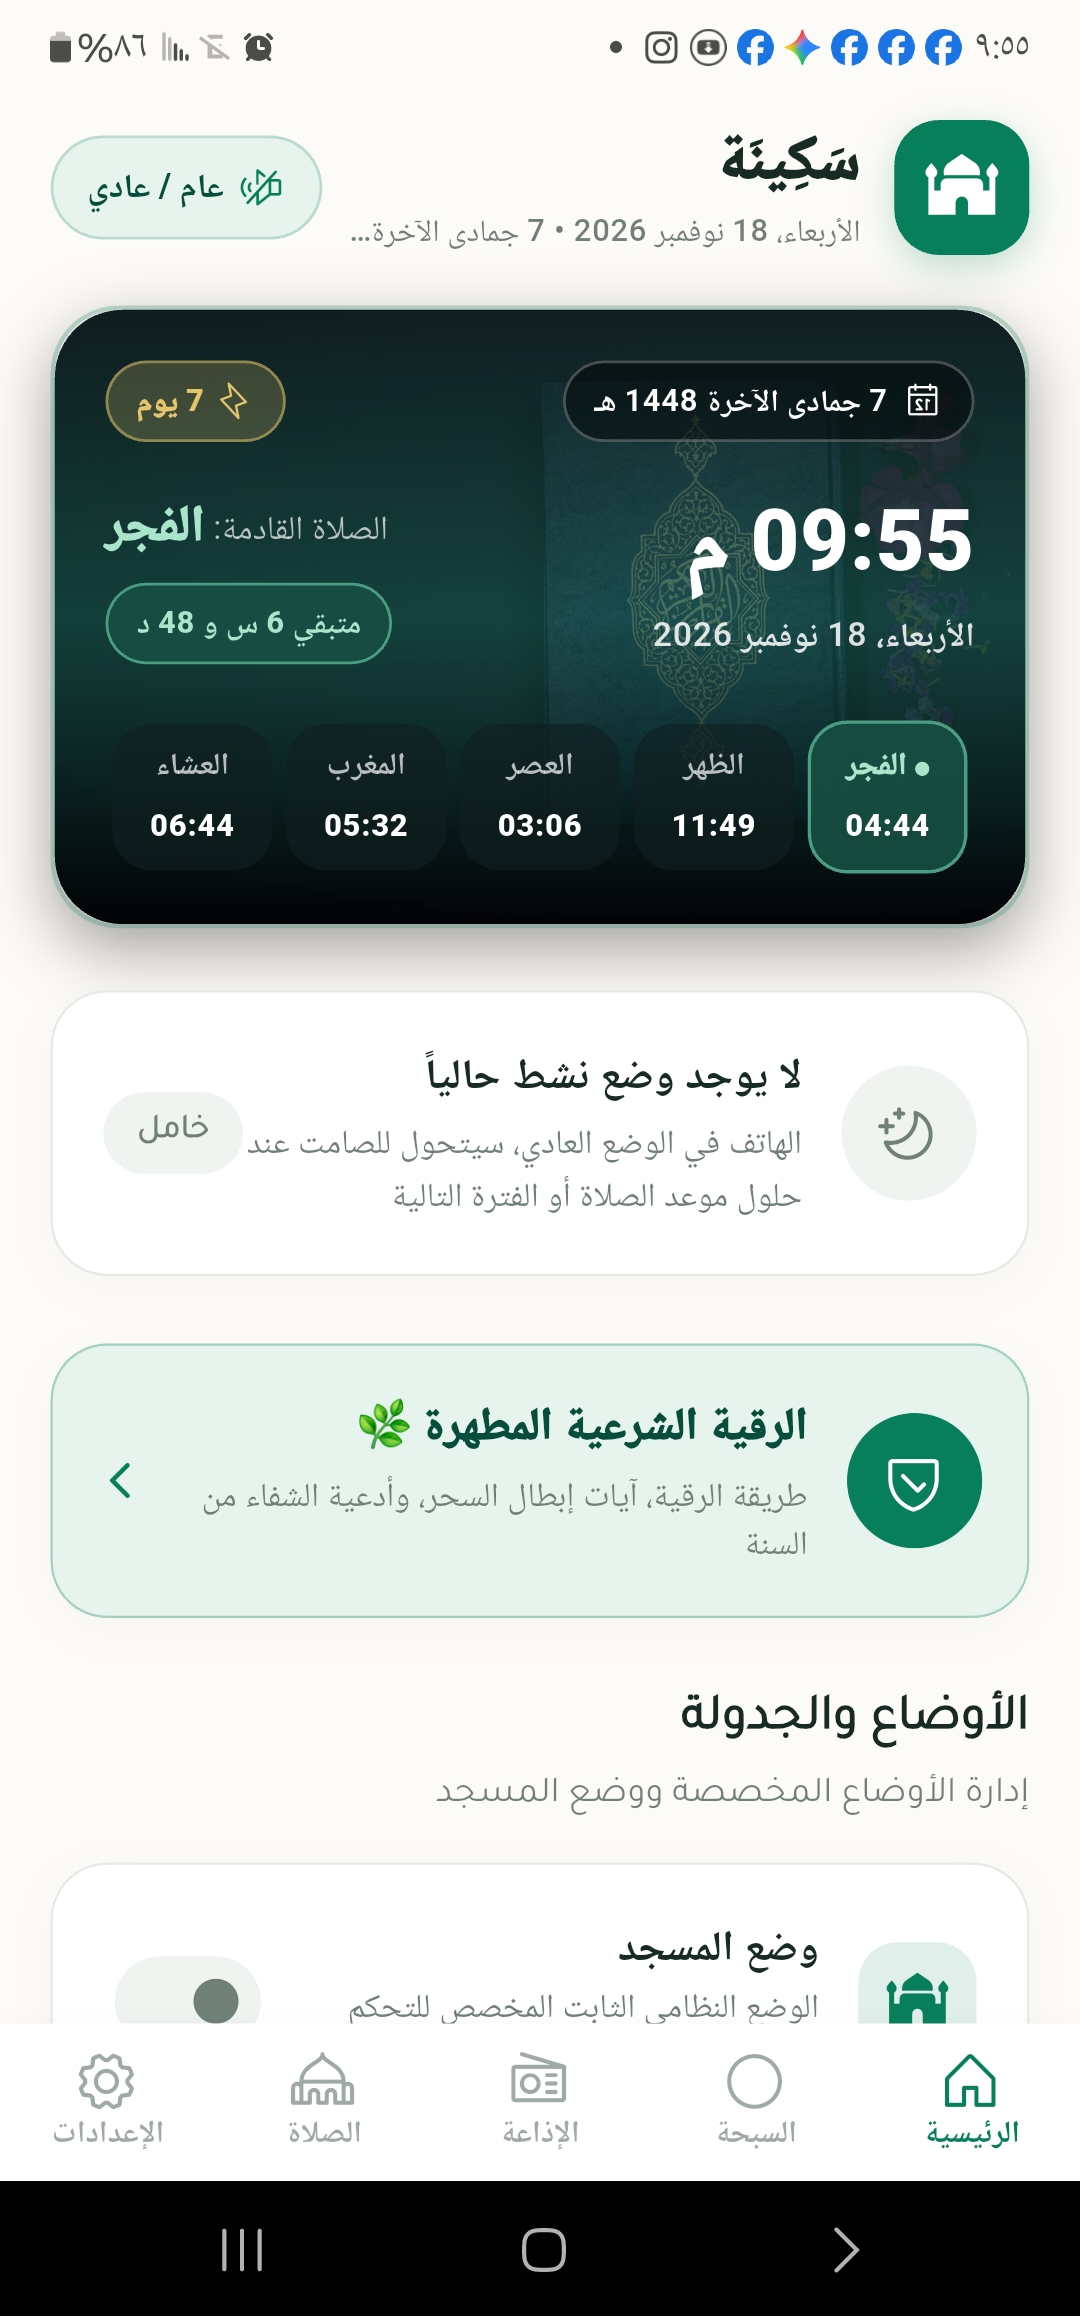 ٩:٥٥
%٨٦
سَكِينَة
الأربعاء، 18 نوفمبر 2026 • 7 جمادى الآخرة...
عام / عادي
7 جمادى الآخرة 1448 هـ
7 يوم
09:55 م
الأربعاء، 18 نوفمبر 2026
الصلاة القادمة: الفجر
متبقي 6 س و 48 د
الفجر
04:44
الظهر
11:49
العصر
03:06
المغرب
05:32
العشاء
06:44
لا يوجد وضع نشط حالياً
الهاتف في الوضع العادي، سيتحول للصامت عند
حلول موعد الصلاة أو الفترة التالية
خامل
الرقية الشرعية المطهرة 🌿
طريقة الرقية، آيات إبطال السحر، وأدعية الشفاء من
السنة
الأوضاع والجدولة
إدارة الأوضاع المخصصة ووضع المسجد
وضع المسجد
الوضع النظامي الثابت المخصص للتحكم
الرئيسية
السبحة
الإذاعة
الصلاة
الإعدادات